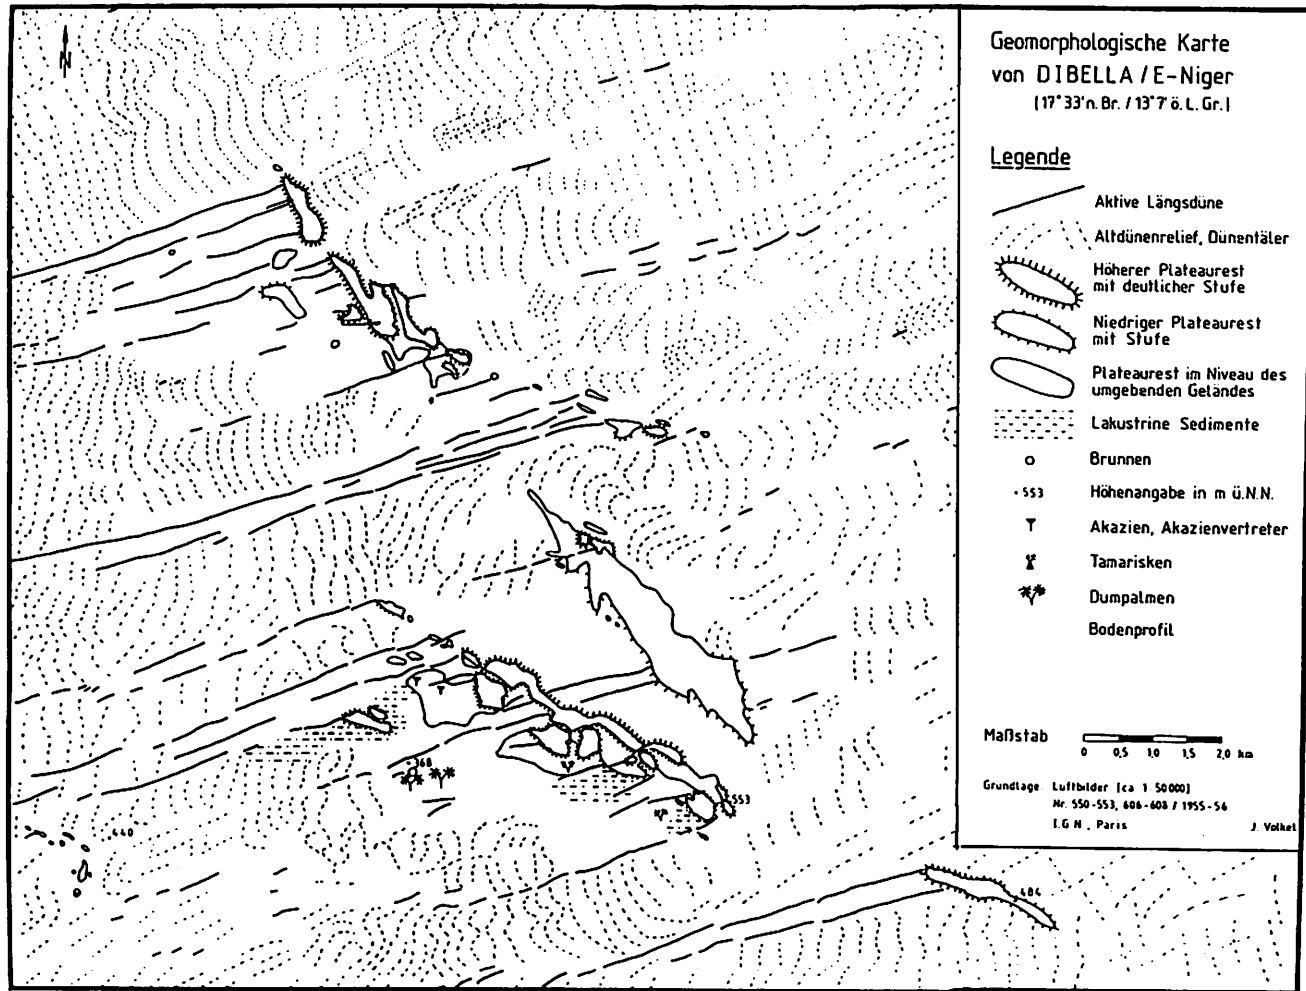 N
Geomorphologische Karte
von DIBELLA / E-Niger
(17°33'n. Br. / 13°7' ö. L. Gr.)
Legende
Aktive Längsdüne
Altdünenrelief, Dünentäler
Höherer Plateaurest
mit deutlicher Stufe
Niedriger Plateaurest
mit Stufe
Plateaurest im Niveau des
umgebenden Geländes
Lakustrine Sedimente
Brunnen
·553 Höhenangabe in m ü.N.N.
Akazien, Akazienvertreter
Tamarisken
Dumpalmen
Bodenprofil
Maßstab 0 0,5 1,0 1,5 2,0 km
Grundlage Luftbilder (ca 1 50000)
Nr. 550-553, 606-608 / 1955-56
I.G.N., Paris
J. Völkel
368
553
440
484